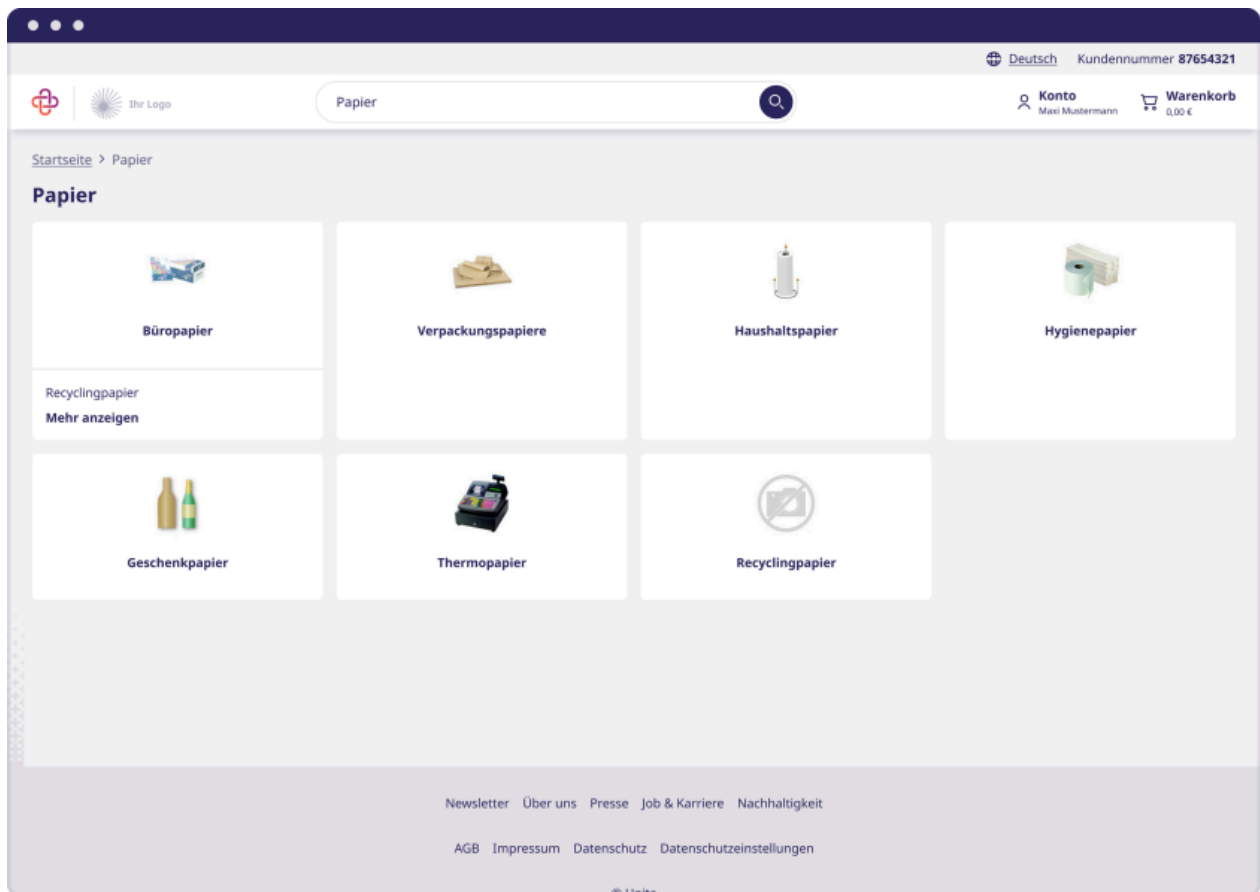 Deutsch Kundennummer 87654321
Ihr Logo
Papier
Konto
Maxi Mustermann
Warenkorb
0,00 €
Startseite > Papier
Papier
Büropapier
Verpackungspapiere
Haushaltspapier
Hygienepapier
Recyclingpapier
Mehr anzeigen
Geschenkpapier
Thermopapier
Recyclingpapier
Newsletter Über uns Presse Job & Karriere Nachhaltigkeit
AGB Impressum Datenschutz Datenschutzeinstellungen